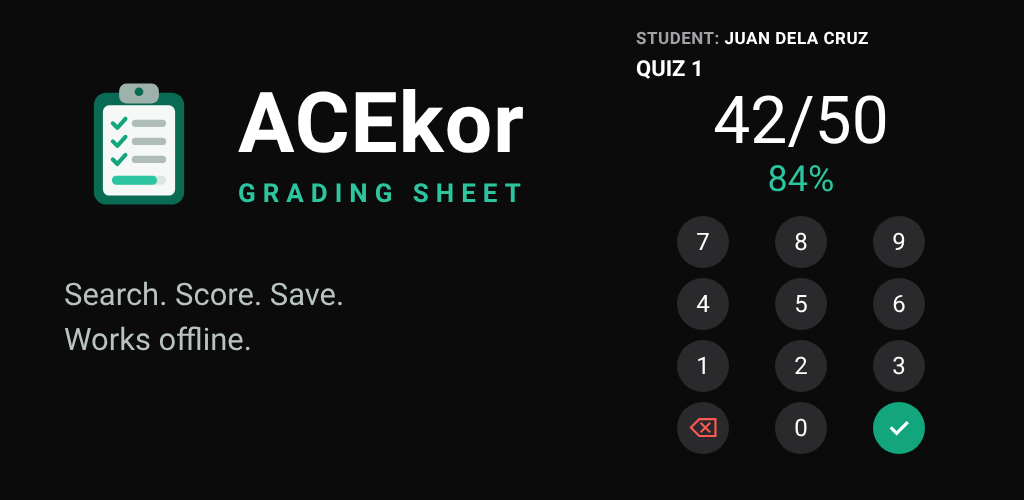 ACEkor
GRADING SHEET
Search. Score. Save.
Works offline.
STUDENT: JUAN DELA CRUZ
QUIZ 1
42/50
84%
7 8 9
4 5 6
1 2 3
0